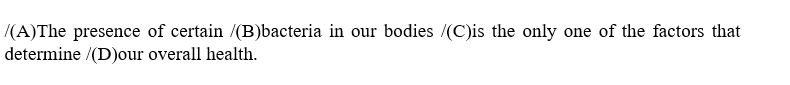 /(A)The presence of certain /(B)bacteria in our bodies /(C)is the only one of the factors that
determine /(D)our overall health.